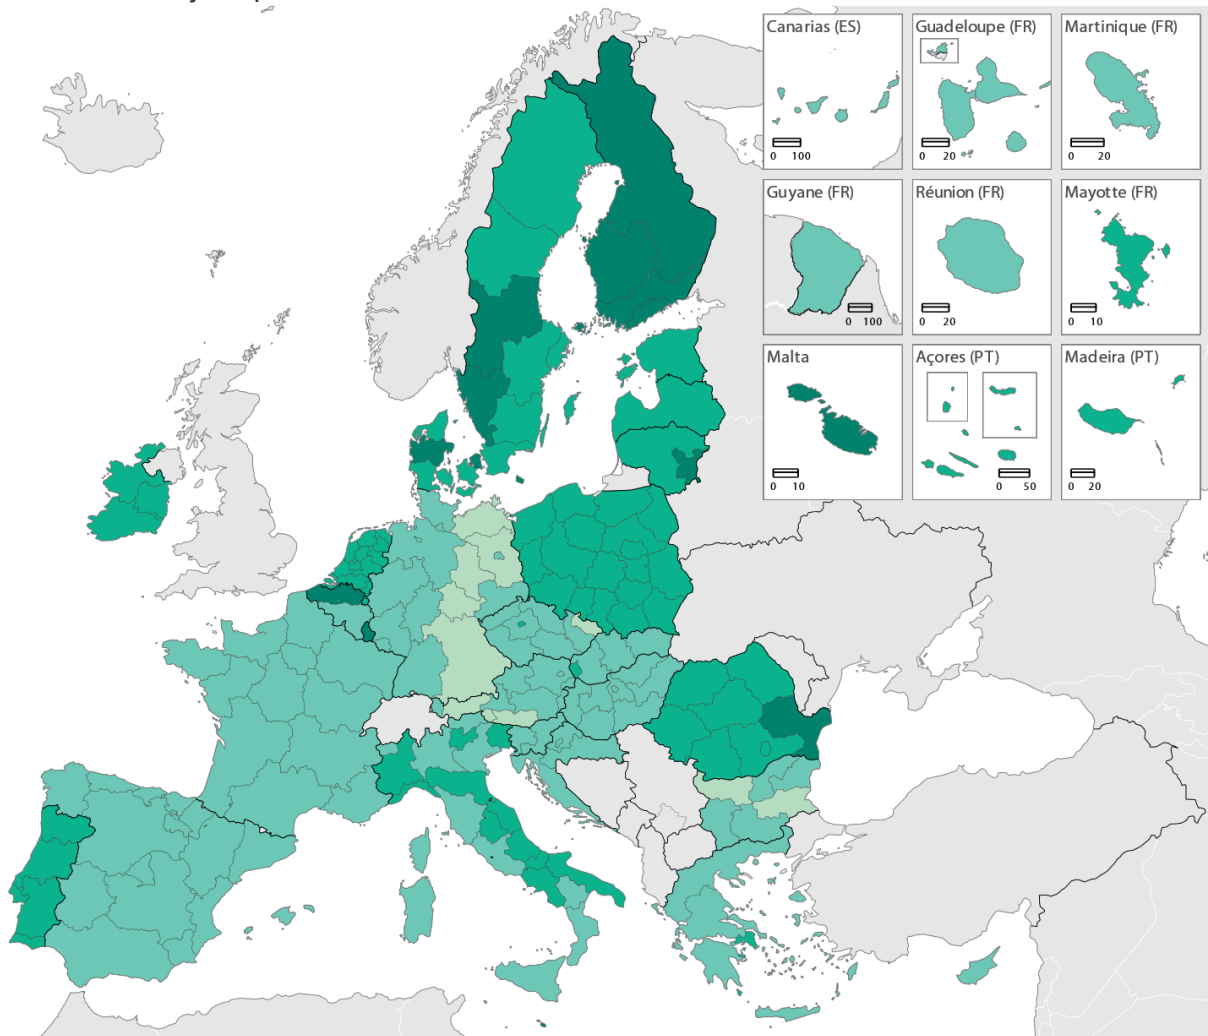 Canarias (ES)
0 100
Guadeloupe (FR)
0 20
Martinique (FR)
0 20
Guyane (FR)
0 100
Réunion (FR)
0 20
Mayotte (FR)
0 10
Malta
0 10
Açores (PT)
0 50
Madeira (PT)
0 20